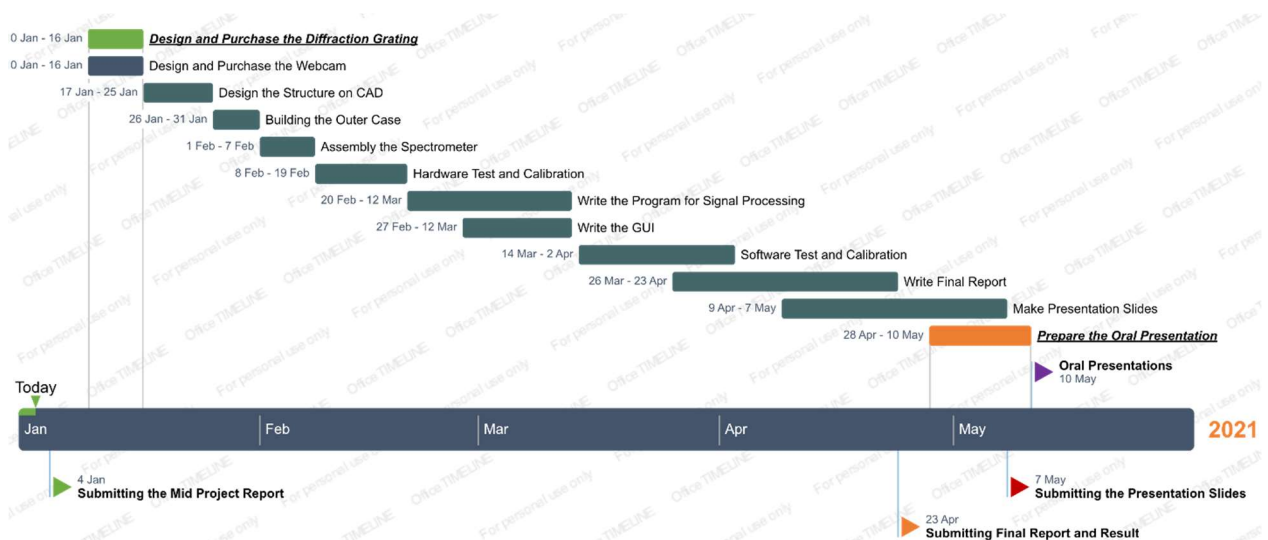 0 Jan - 16 Jan Design and Purchase the Diffraction Grating
0 Jan - 16 Jan Design and Purchase the Webcam
17 Jan - 25 Jan Design the Structure on CAD
26 Jan - 31 Jan Building the Outer Case
1 Feb - 7 Feb Assembly the Spectrometer
8 Feb - 19 Feb Hardware Test and Calibration
20 Feb - 12 Mar Write the Program for Signal Processing
27 Feb - 12 Mar Write the GUI
14 Mar - 2 Apr Software Test and Calibration
26 Mar - 23 Apr Write Final Report
9 Apr - 7 May Make Presentation Slides
28 Apr - 10 May Prepare the Oral Presentation
Oral Presentations
10 May
Today
Jan Feb Mar Apr May 2021
4 Jan
Submitting the Mid Project Report
7 May
Submitting the Presentation Slides
23 Apr
Submitting Final Report and Result
For personal use only
Office TIMELINE